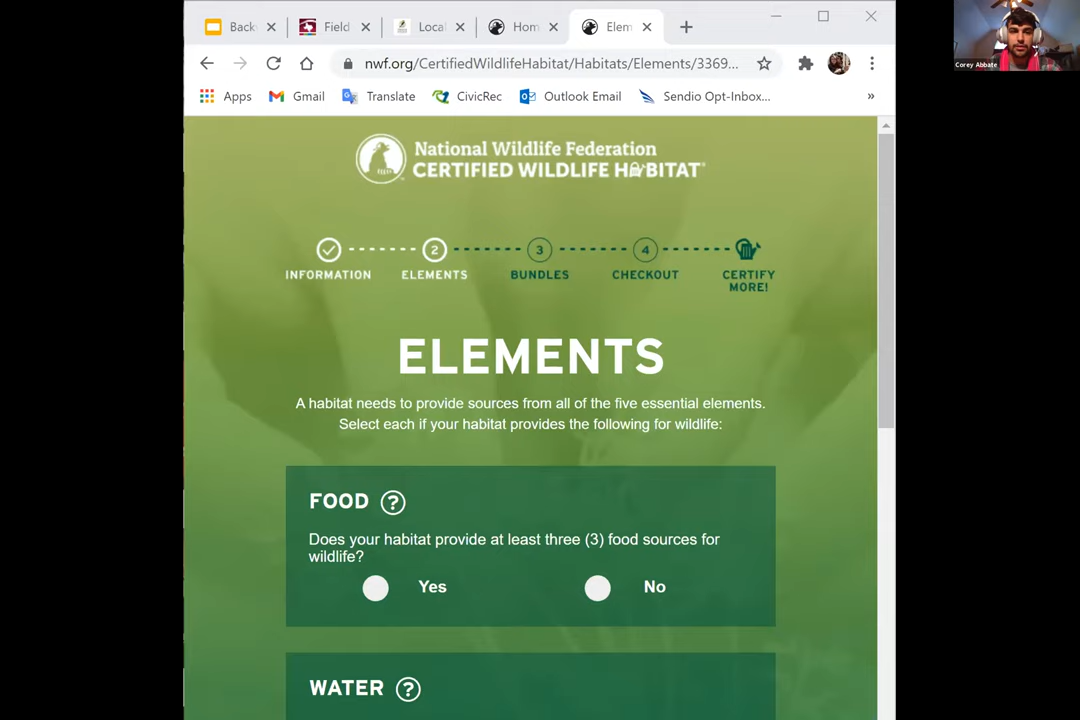 Back
Field
Local
Hom
Elem
nwf.org/CertifiedWildlifeHabitat/Habitats/Elements/3369...
Apps
Gmail
Translate
CivicRec
Outlook Email
Sendio Opt-Inbox...
»
Corey Abbate
National Wildlife Federation
CERTIFIED WILDLIFE HABITAT®
2
3
4
INFORMATION
ELEMENTS
BUNDLES
CHECKOUT
CERTIFY
MORE!
ELEMENTS
A habitat needs to provide sources from all of the five essential elements.
Select each if your habitat provides the following for wildlife:
FOOD ?
Does your habitat provide at least three (3) food sources for
wildlife?
Yes
No
WATER ?